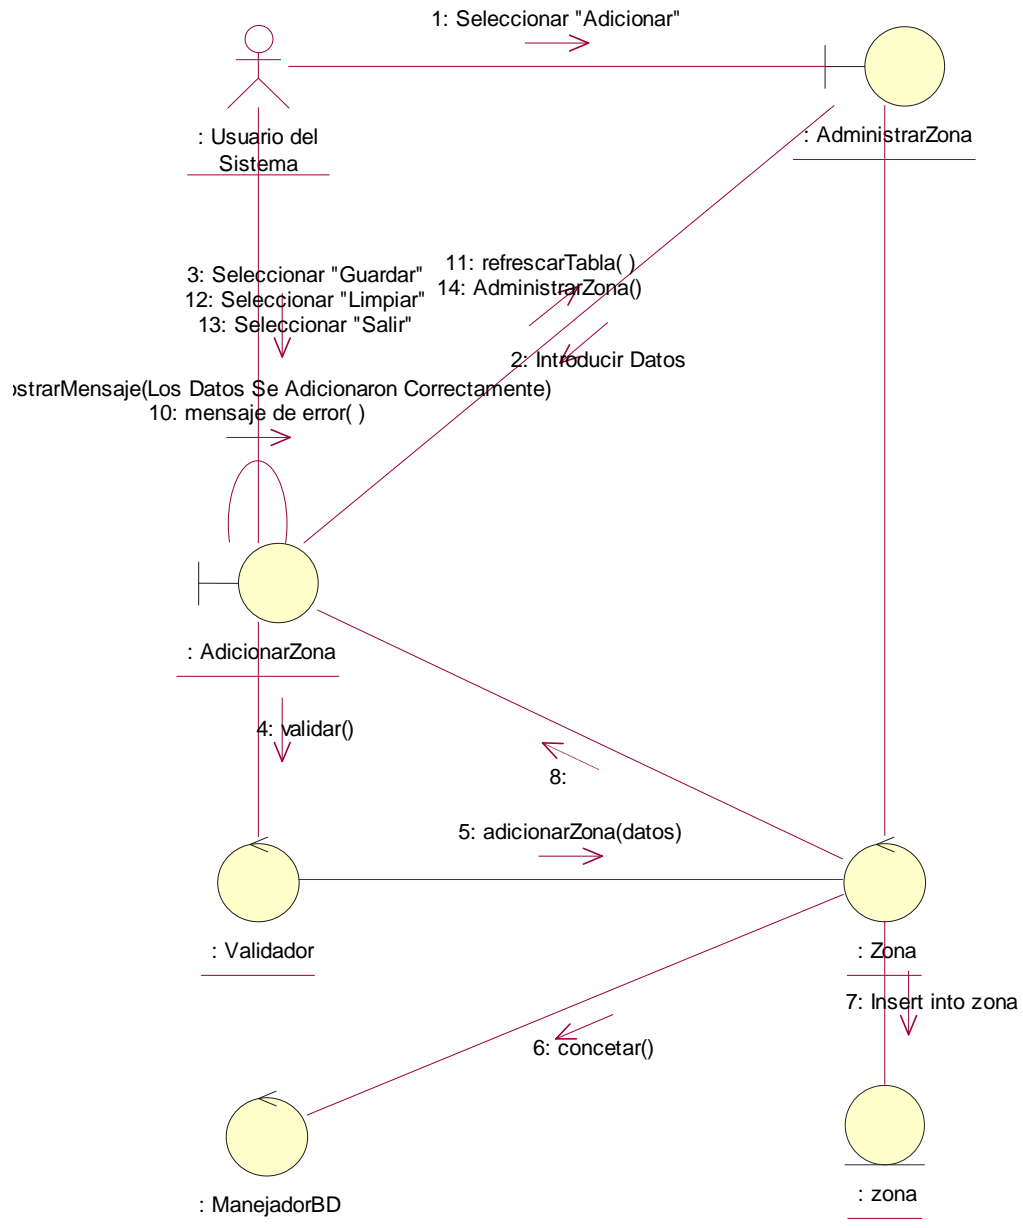 1: Seleccionar "Adicionar"
: Usuario del
Sistema
: AdministrarZona
3: Seleccionar "Guardar"
12: Seleccionar "Limpiar"
13: Seleccionar "Salir"
11: refrescarTabla( )
14: AdministrarZona()
2: Introducir Datos
ostrarMensaje(Los Datos Se Adicionaron Correctamente)
10: mensaje de error( )
: AdicionarZona
4: validar()
8:
5: adicionarZona(datos)
: Validador
: Zona
7: Insert into zona
6: concetar()
: ManejadorBD
: zona